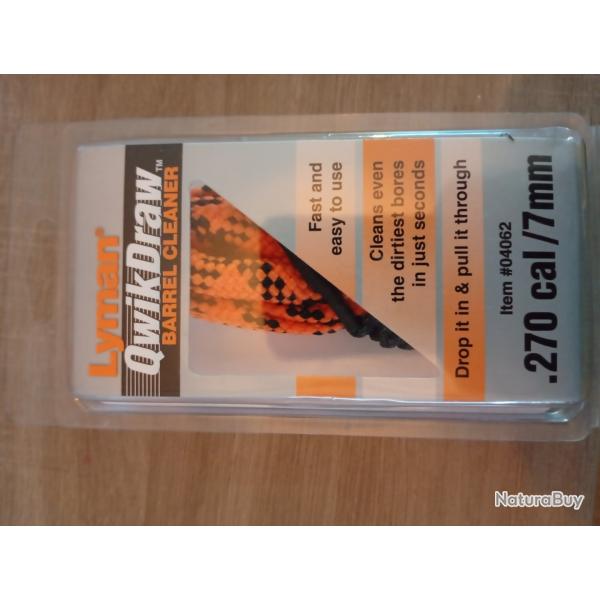 Lyman®
QwikDraw™
BARREL CLEANER
Fast and
easy to use
Cleans even
the dirtiest bores
in just seconds
Drop it in & pull it through
Item #04062
.270 cal/7mm
NaturaBuy